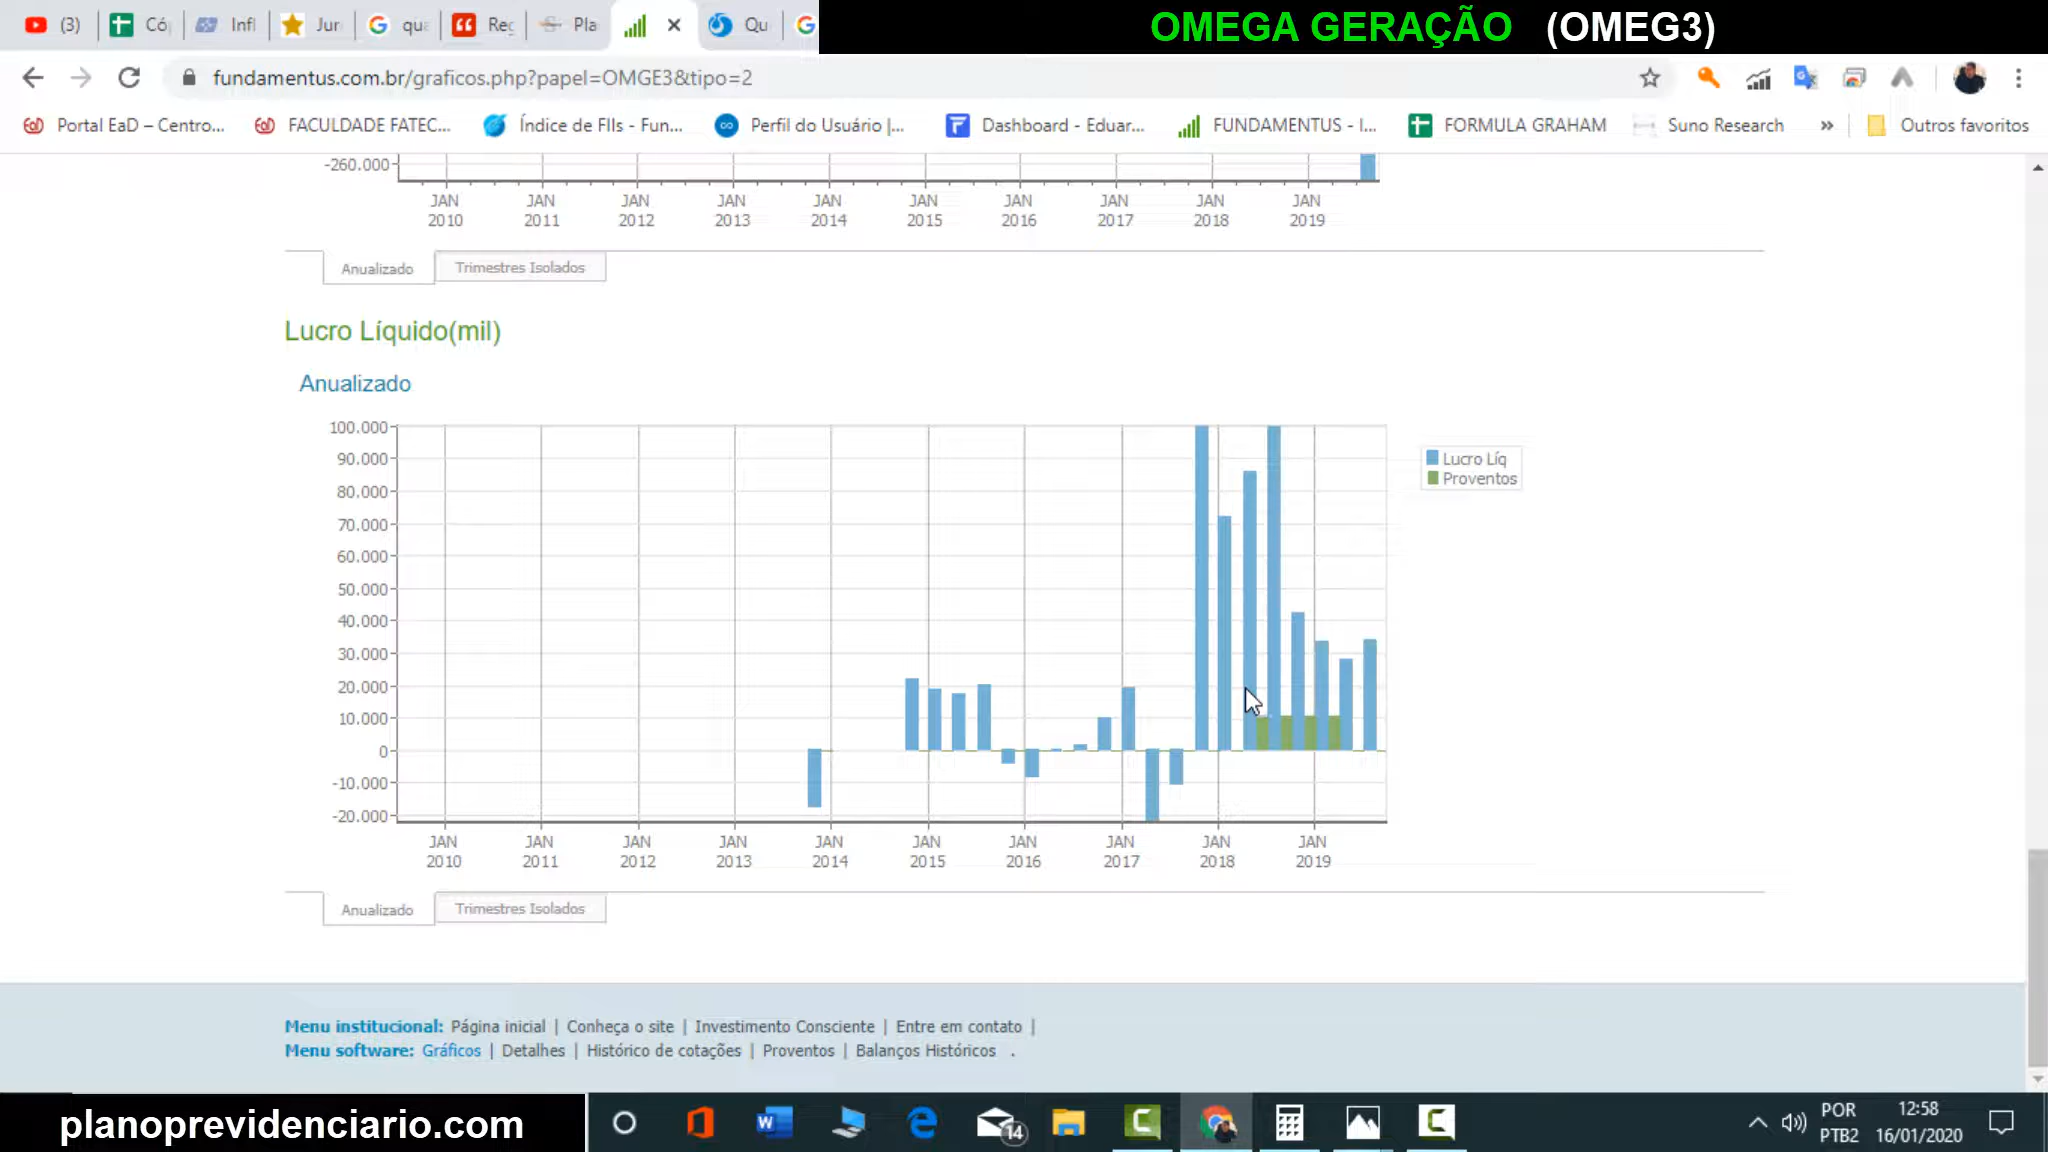 (3)
Có
Infl
Jur
qua
Reg
Pla
Qu
OMEGA GERAÇÃO (OMEG3)
fundamentus.com.br/graficos.php?papel=OMGE3&tipo=2
Portal EaD – Centro...
FACULDADE FATEC...
Índice de FIIs - Fun...
Perfil do Usuário |...
Dashboard - Eduar...
FUNDAMENTUS - I...
FORMULA GRAHAM
Suno Research
»
Outros favoritos
-260.000
JAN 2010
JAN 2011
JAN 2012
JAN 2013
JAN 2014
JAN 2015
JAN 2016
JAN 2017
JAN 2018
JAN 2019
Anualizado
Trimestres Isolados
Lucro Líquido(mil)
Anualizado
100.000
90.000
80.000
70.000
60.000
50.000
40.000
30.000
20.000
10.000
0
-10.000
-20.000
Lucro Líq
Proventos
JAN 2010
JAN 2011
JAN 2012
JAN 2013
JAN 2014
JAN 2015
JAN 2016
JAN 2017
JAN 2018
JAN 2019
Anualizado
Trimestres Isolados
Menu institucional: Página inicial | Conheça o site | Investimento Consciente | Entre em contato |
Menu software: Gráficos | Detalhes | Histórico de cotações | Proventos | Balanços Históricos .
planoprevidenciario.com
14
POR
PTB2
12:58
16/01/2020